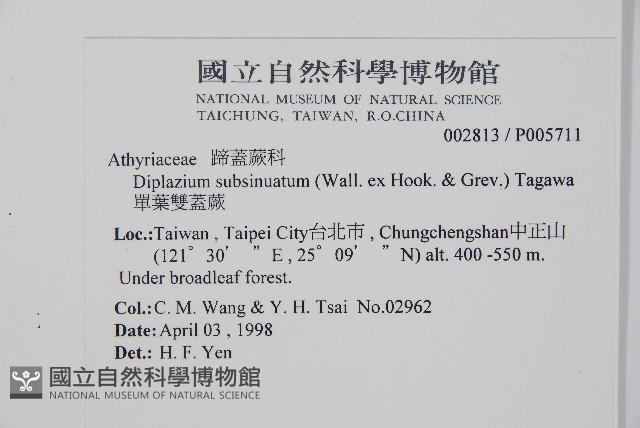 國立自然科學博物館
NATIONAL MUSEUM OF NATURAL SCIENCE
TAICHUNG, TAIWAN, R.O.CHINA
002813 / P005711
Athyriaceae 蹄蓋蕨科
Diplazium subsinuatum (Wall. ex Hook. & Grev.) Tagawa
單葉雙蓋蕨
Loc.:Taiwan , Taipei City台北市 , Chungchengshan中正山
(121° 30′ ″ E , 25° 09′ ″ N) alt. 400 -550 m.
Under broadleaf forest.
Col.: C. M. Wang & Y. H. Tsai No.02962
Date: April 03 , 1998
Det.: H. F. Yen
國立自然科學博物館
NATIONAL MUSEUM OF NATURAL SCIENCE